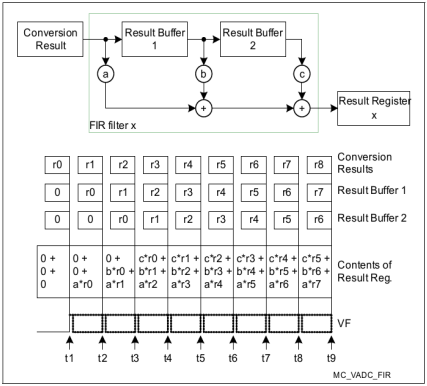 Conversion
Result
Result Buffer
1
Result Buffer
2
a
b
c
+
+
Result Register
x
FIR filter x
r0 r1 r2 r3 r4 r5 r6 r7 r8
Conversion
Results
0 r0 r1 r2 r3 r4 r5 r6 r7
Result Buffer 1
0 0 r0 r1 r2 r3 r4 r5 r6
Result Buffer 2
0 + 0 + 0 + c*r0 + c*r1 + c*r2 + c*r3 + c*r4 + c*r5 +
0 + 0 + b*r0 + b*r1 + b*r2 + b*r3 + b*r4 + b*r5 + b*r6 +
0 a*r0 a*r1 a*r2 a*r3 a*r4 a*r5 a*r6 a*r7
Contents of
Result Reg.
VF
t1 t2 t3 t4 t5 t6 t7 t8 t9
MC_VADC_FIR